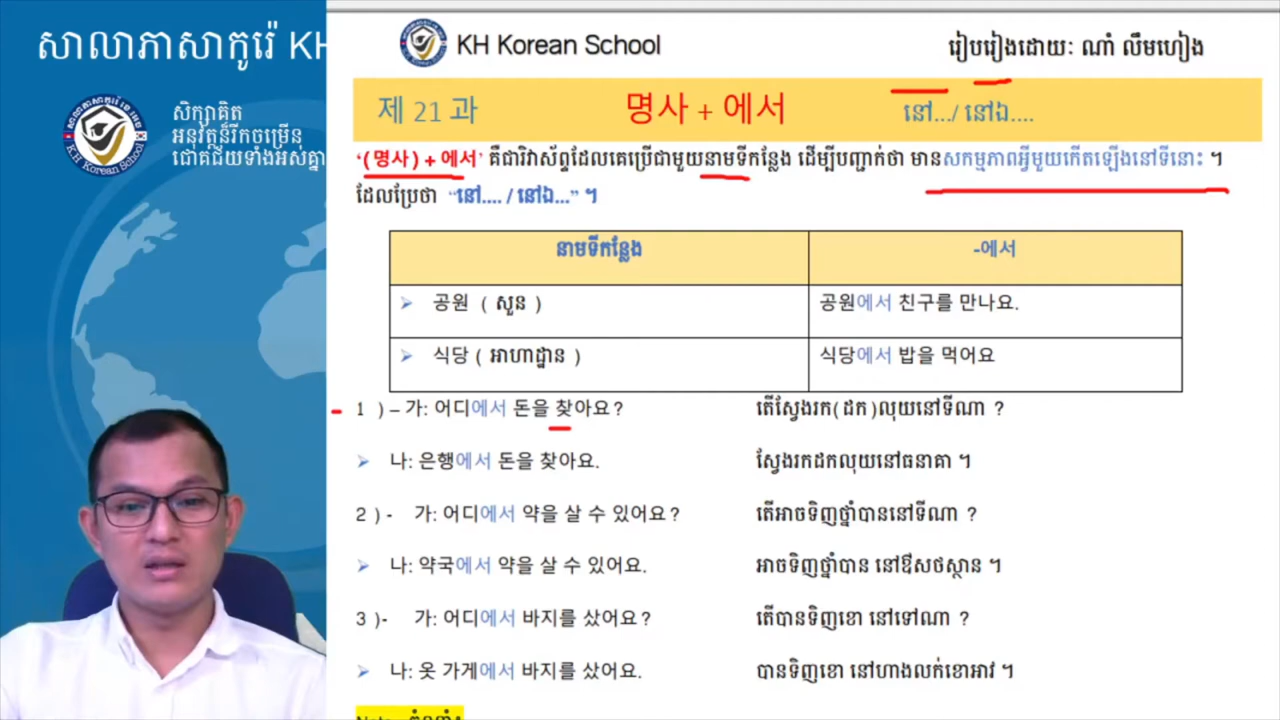 សាលាភាសាកូរ៉េ KH
សិក្សាគិត
អនុវត្តន៍រីកចម្រើន
ជោគជ័យទាំងអស់គ្នា
KH Korean School
រៀបរៀងដោយៈ ណាំ លឹមហៀង
제 21 과 명사 + 에서 នៅ.../ នៅឯ....
‘(명사) + 에서’ គឺជារិវាស័ព្ទដែលគេប្រើជាមួយនាមទីកន្លែង ដើម្បីបញ្ជាក់ថា មានសកម្មភាពអ្វីមួយកើតឡើងនៅទីនោះ ។
ដែលប្រែថា “នៅ.... / នៅឯ...” ។
នាមទីកន្លែង -에서
➢ 공원 ( សួន ) 공원에서 친구를 만나요.
➢ 식당 ( អាហាដ្ឋាន ) 식당에서 밥을 먹어요
1 ) – 가: 어디에서 돈을 찾아요? តើស្វែងរក(ដក)លុយនៅទីណា ?
➢ 나: 은행에서 돈을 찾아요. ស្វែងរកដកលុយនៅធនាគា ។
2 ) - 가: 어디에서 약을 살 수 있어요? តើអាចទិញថ្នាំបាននៅទីណា ?
➢ 나: 약국에서 약을 살 수 있어요. អាចទិញថ្នាំបាន នៅឳសថស្ថាន ។
3 )- 가: 어디에서 바지를 샀어요? តើបានទិញខោ នៅទៅណា ?
➢ 나: 옷 가게에서 바지를 샀어요. បានទិញខោ នៅហាងលក់ខោអាវ ។